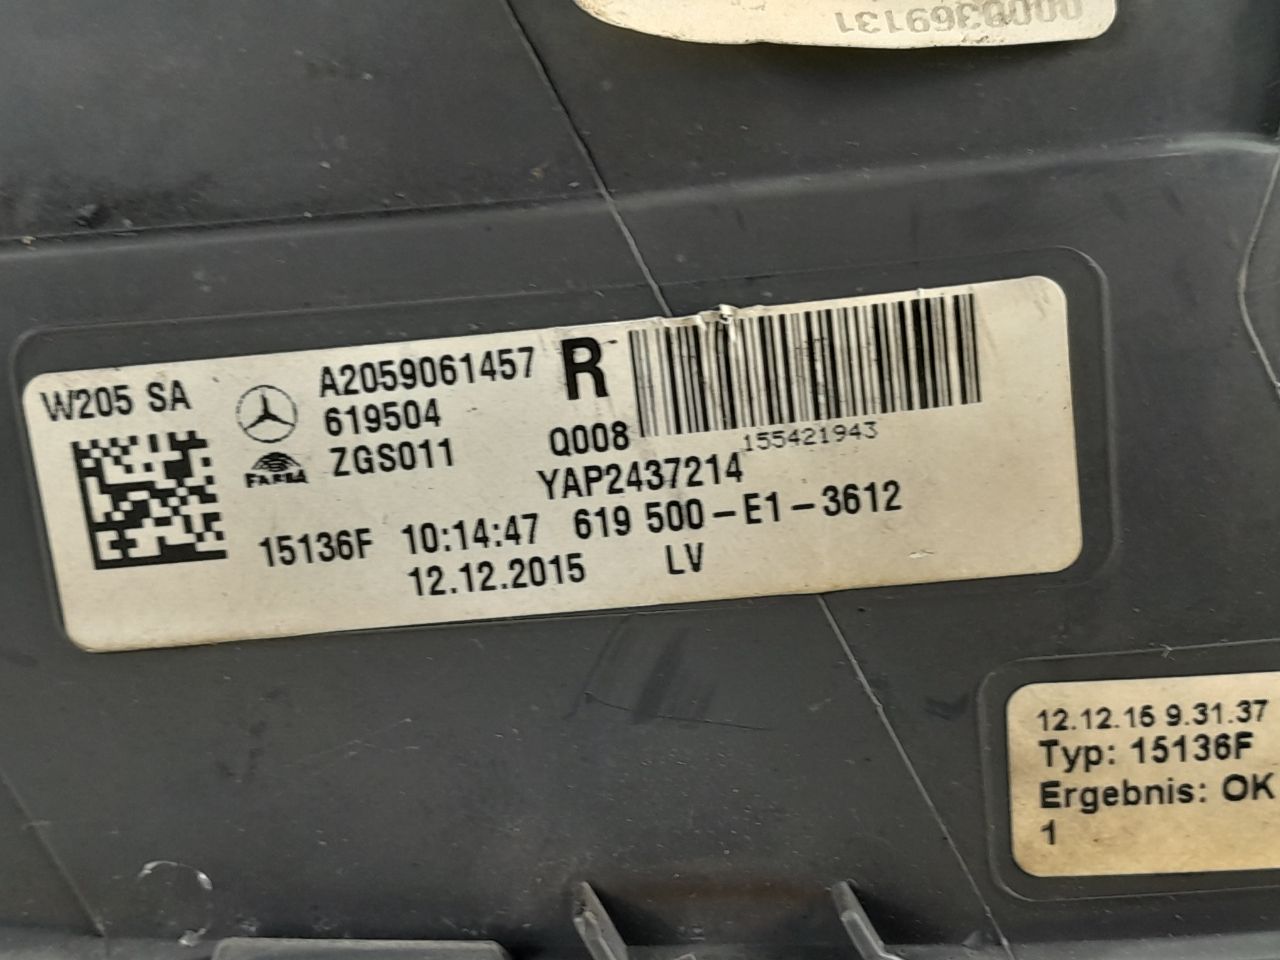 0000369131
W205 SA
A2059061457
R
619504
ZGS011
FARBA
Q008
155421943
YAP2437214
15136F 10:14:47 619 500-E1-3612
12.12.2015 LV
12.12.15 9.31.37
Typ: 15136F
Ergebnis: OK
1